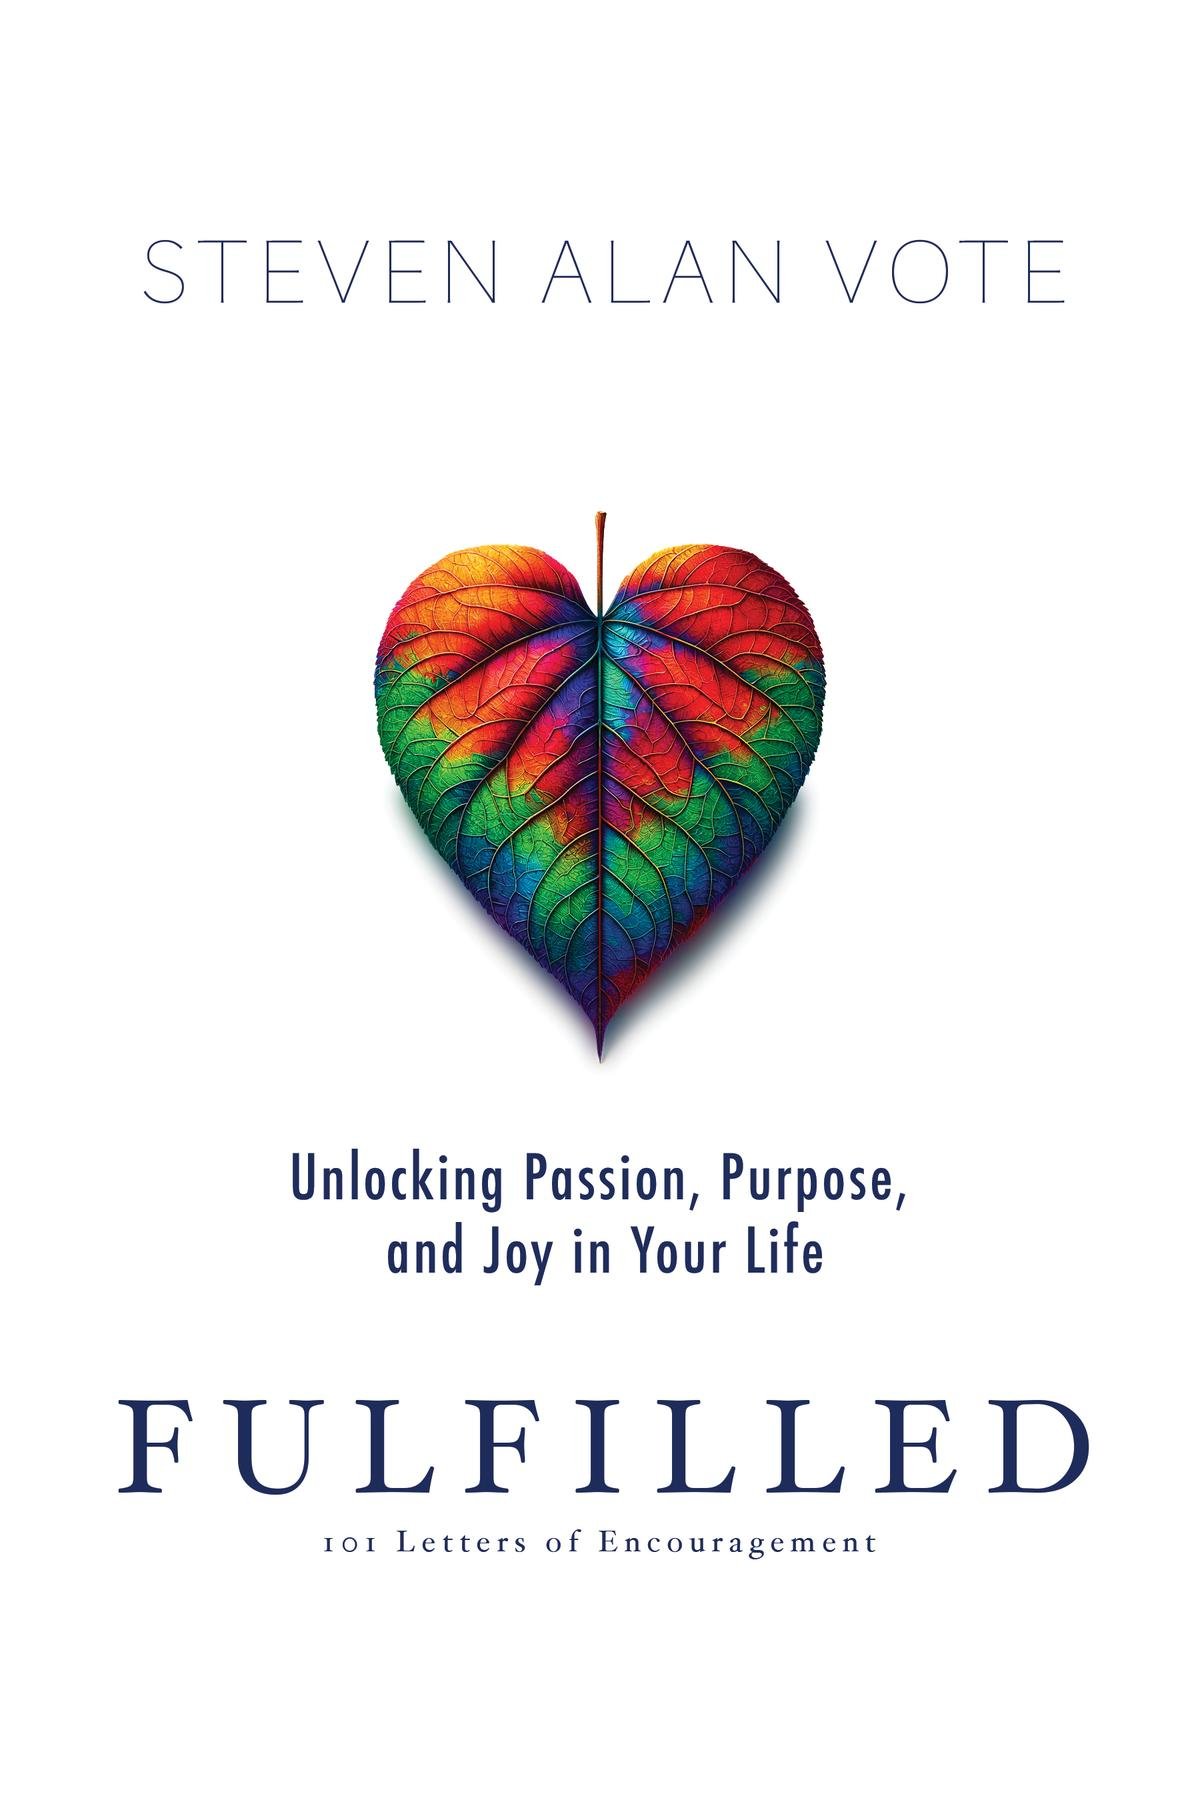 STEVEN ALAN VOTE
Unlocking Passion, Purpose,
and Joy in Your Life
FULFILLED
101 Letters of Encouragement